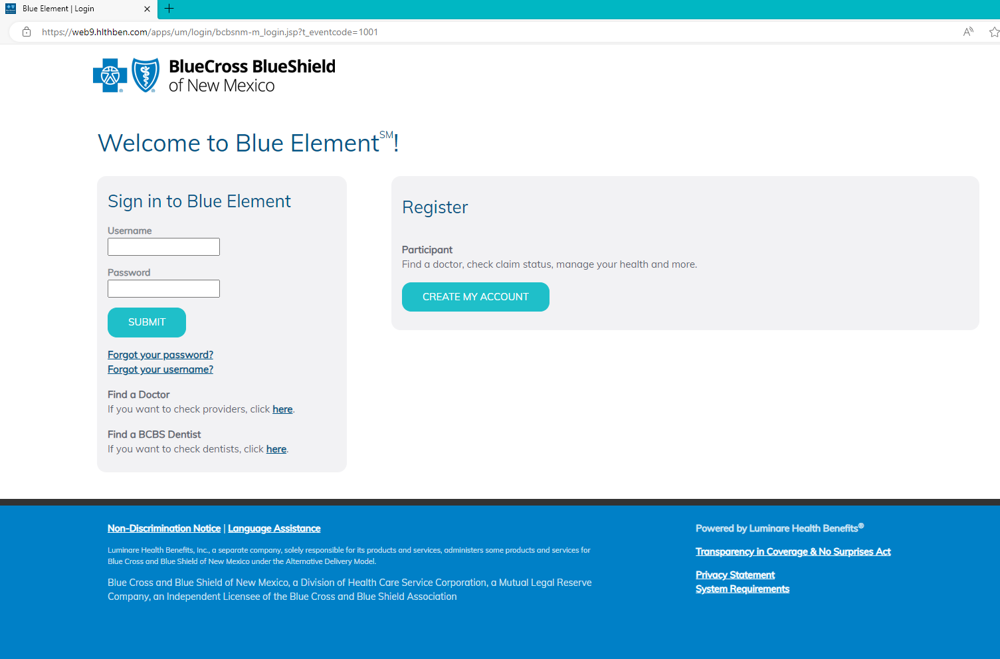 Blue Element | Login
https://web9.hlthben.com/apps/um/login/bcbsnm-m_login.jsp?t_eventcode=1001
BlueCross BlueShield
of New Mexico
Welcome to Blue Element℠!
Sign in to Blue Element
Username
Password
SUBMIT
Forgot your password?
Forgot your username?
Find a Doctor
If you want to check providers, click here.
Find a BCBS Dentist
If you want to check dentists, click here.
Register
Participant
Find a doctor, check claim status, manage your health and more.
CREATE MY ACCOUNT
Non-Discrimination Notice | Language Assistance
Luminare Health Benefits, Inc., a separate company, solely responsible for its products and services, administers some products and services for
Blue Cross and Blue Shield of New Mexico under the Alternative Delivery Model.
Blue Cross and Blue Shield of New Mexico, a Division of Health Care Service Corporation, a Mutual Legal Reserve
Company, an Independent Licensee of the Blue Cross and Blue Shield Association
Powered by Luminare Health Benefits®
Transparency in Coverage & No Surprises Act
Privacy Statement
System Requirements